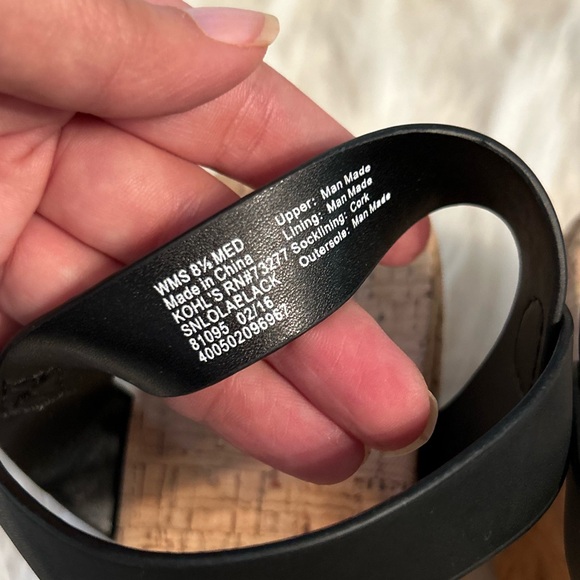 WMS 8½ MED
Made in China
KOHL'S RN#73277
SNLOLABLACK
81095 02/16
400502096967
Upper: Man Made
Lining: Man Made
Socklining: Cork
Outersole: Man Made